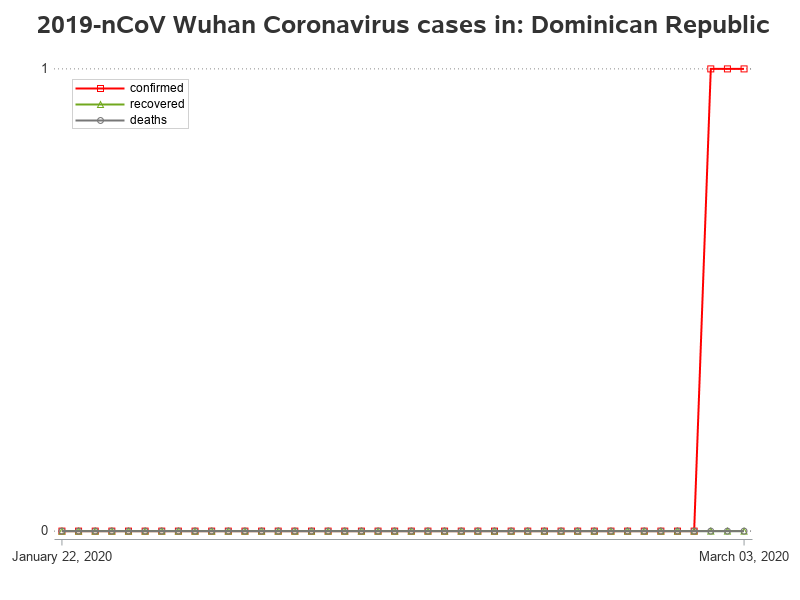 2019-nCoV Wuhan Coronavirus cases in: Dominican Republic
1
confirmed
recovered
deaths
0
January 22, 2020
March 03, 2020